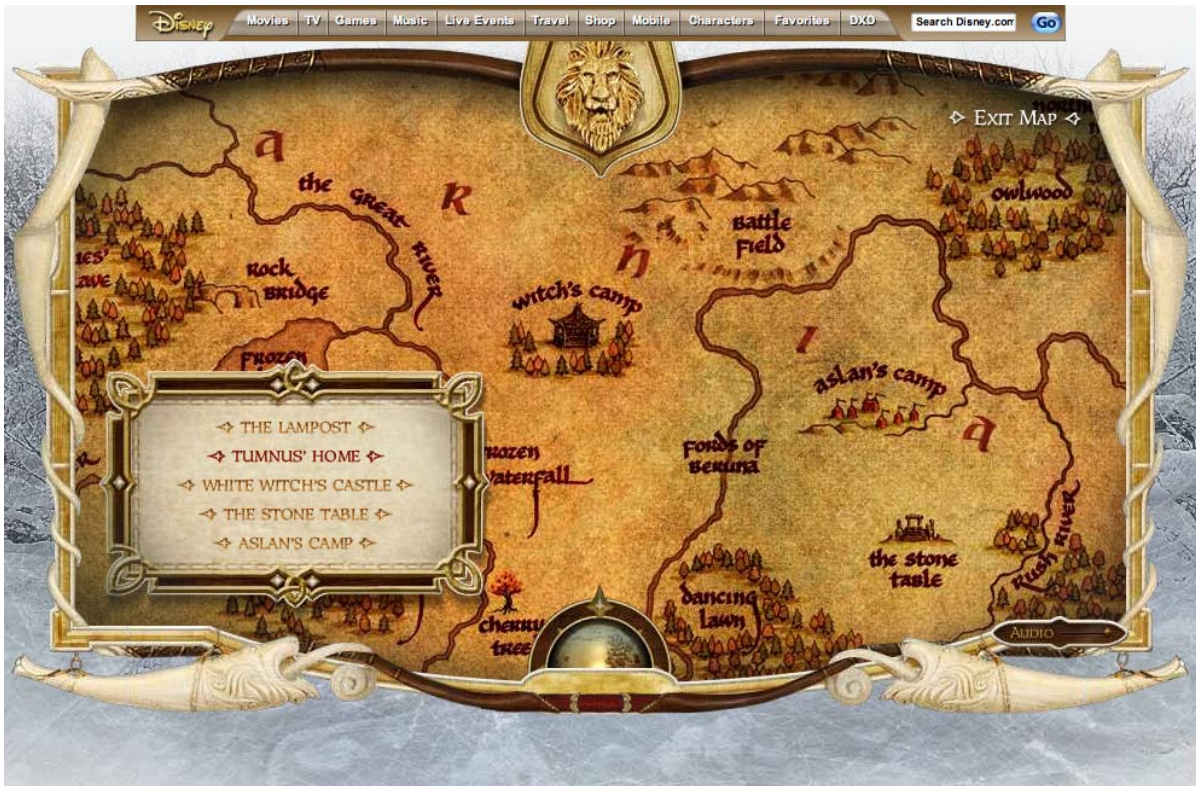 Disney
Movies TV Games Music Live Events Travel Shop Mobile Characters Favorites DXD
Search Disney.com
Go
Exit Map
N A R N I A
the Great River
Rock
Bridge
witch's camp
Battle
Field
owlwood
aslan's camp
Frozen
Fords of
Beruna
the stone
table
Rush River
dancing
lawn
cherry
tree
THE LAMPOST
TUMNUS' HOME
WHITE WITCH'S CASTLE
THE STONE TABLE
ASLAN'S CAMP
Audio